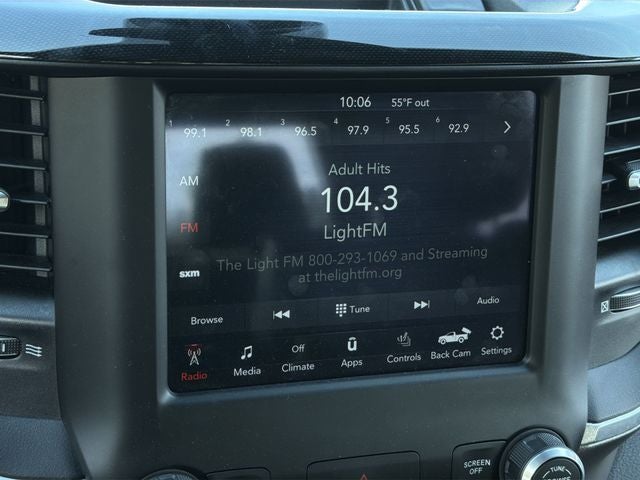 10:06 55°F out
1 99.1 2 98.1 3 96.5 4 97.9 5 95.5 6 92.9
Adult Hits
AM
104.3
FM
LightFM
sxm
The Light FM 800-293-1069 and Streaming
at thelightfm.org
Browse Tune Audio
Radio Media Off Climate Apps Controls Back Cam Settings
SCREEN
OFF
TUNE